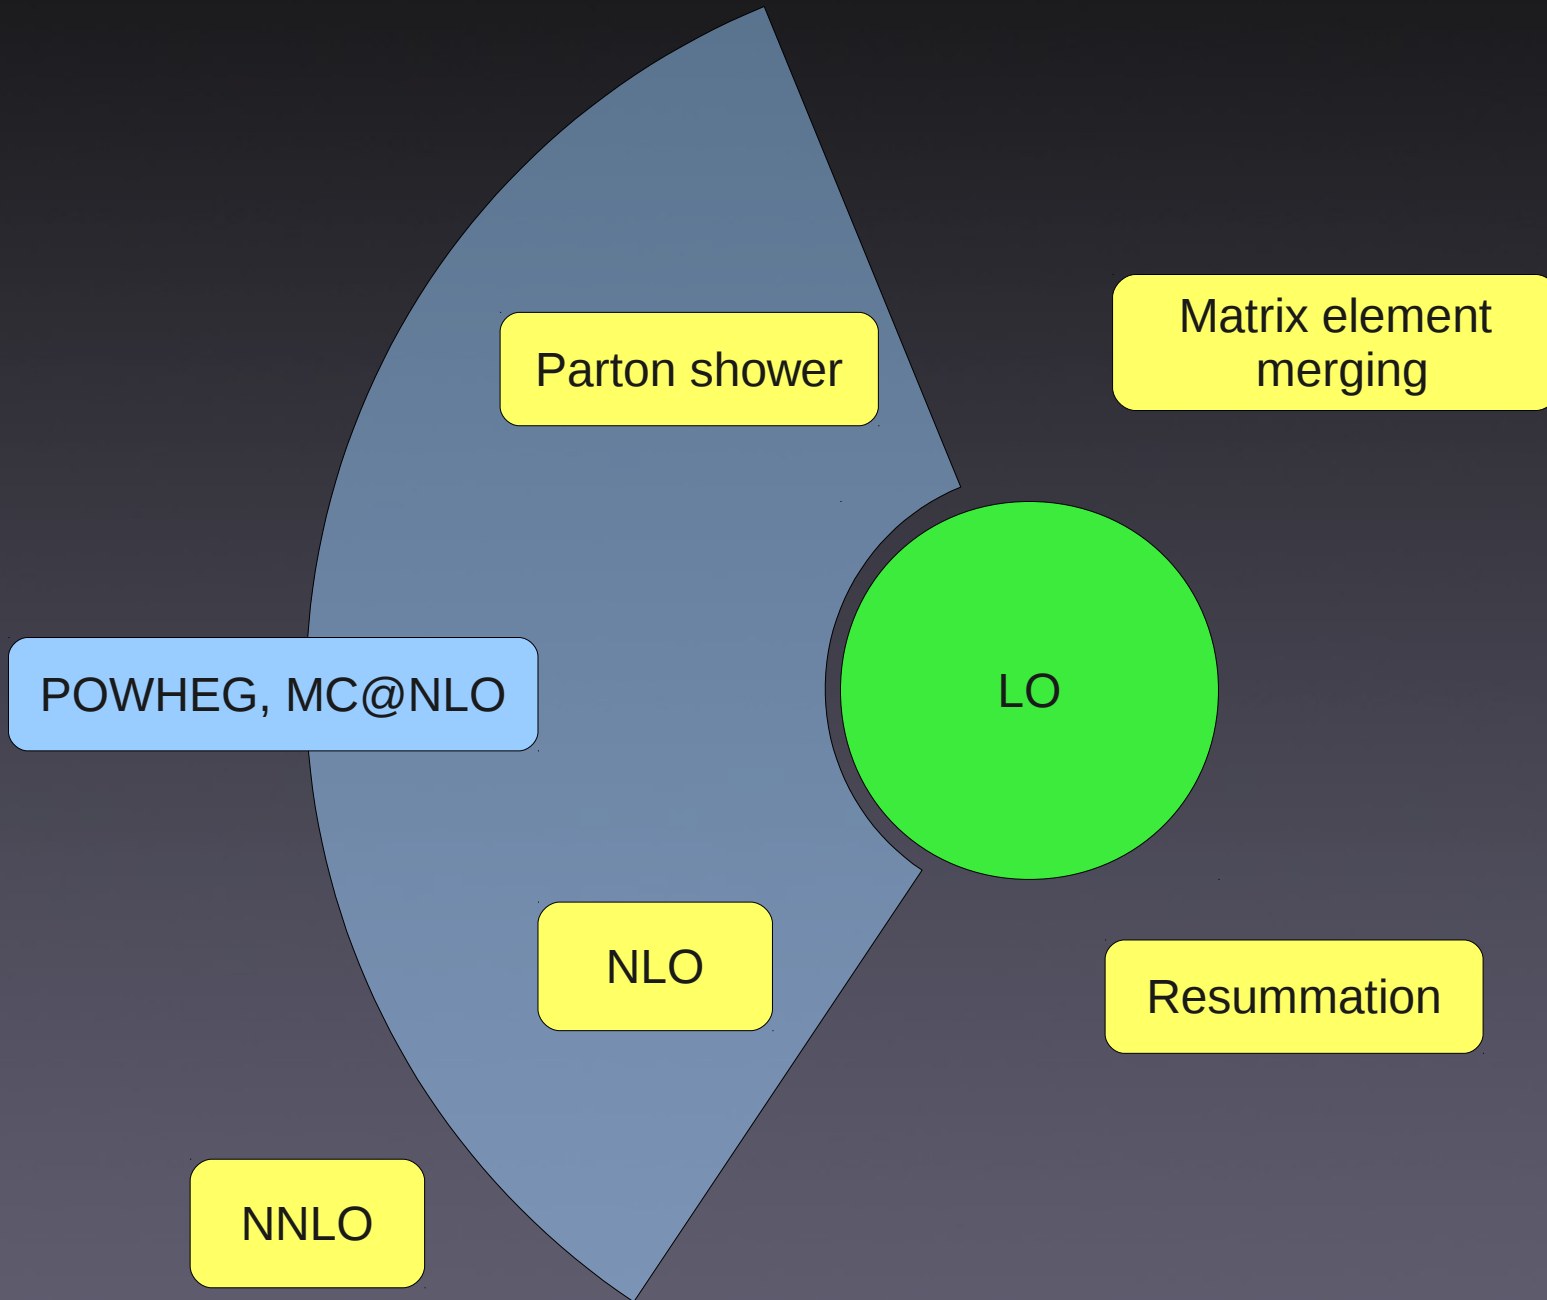 Matrix element
merging
Parton shower
POWHEG, MC@NLO
LO
NLO
Resummation
NNLO